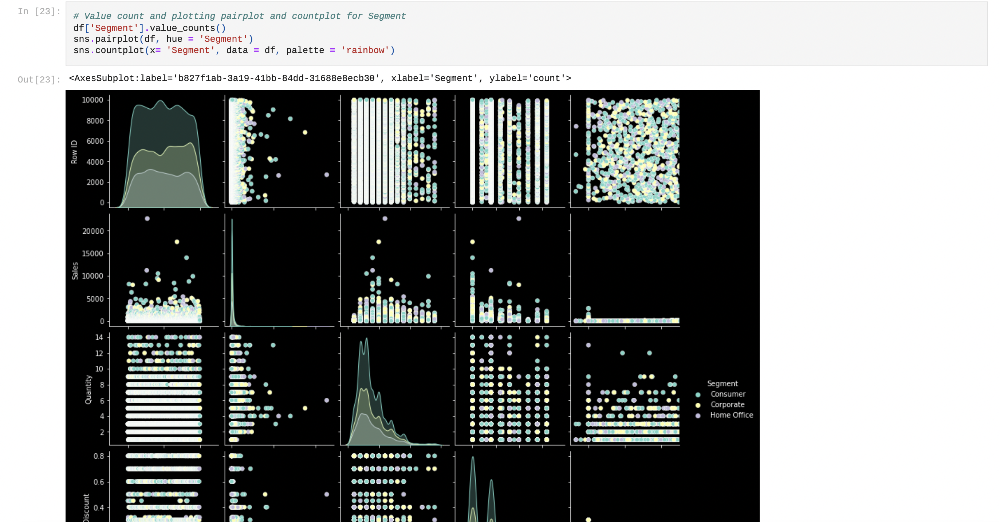 In [23]:
# Value count and plotting pairplot and countplot for Segment
df['Segment'].value_counts()
sns.pairplot(df, hue = 'Segment')
sns.countplot(x= 'Segment', data = df, palette = 'rainbow')
Out[23]:
<AxesSubplot:label='b827f1ab-3a19-41bb-84dd-31688e8ecb30', xlabel='Segment', ylabel='count'>
Row ID
10000
8000
6000
4000
2000
0
Sales
20000
15000
10000
5000
0
Quantity
14
12
10
8
6
4
2
Segment
Consumer
Corporate
Home Office
Discount
0.8
0.6
0.4